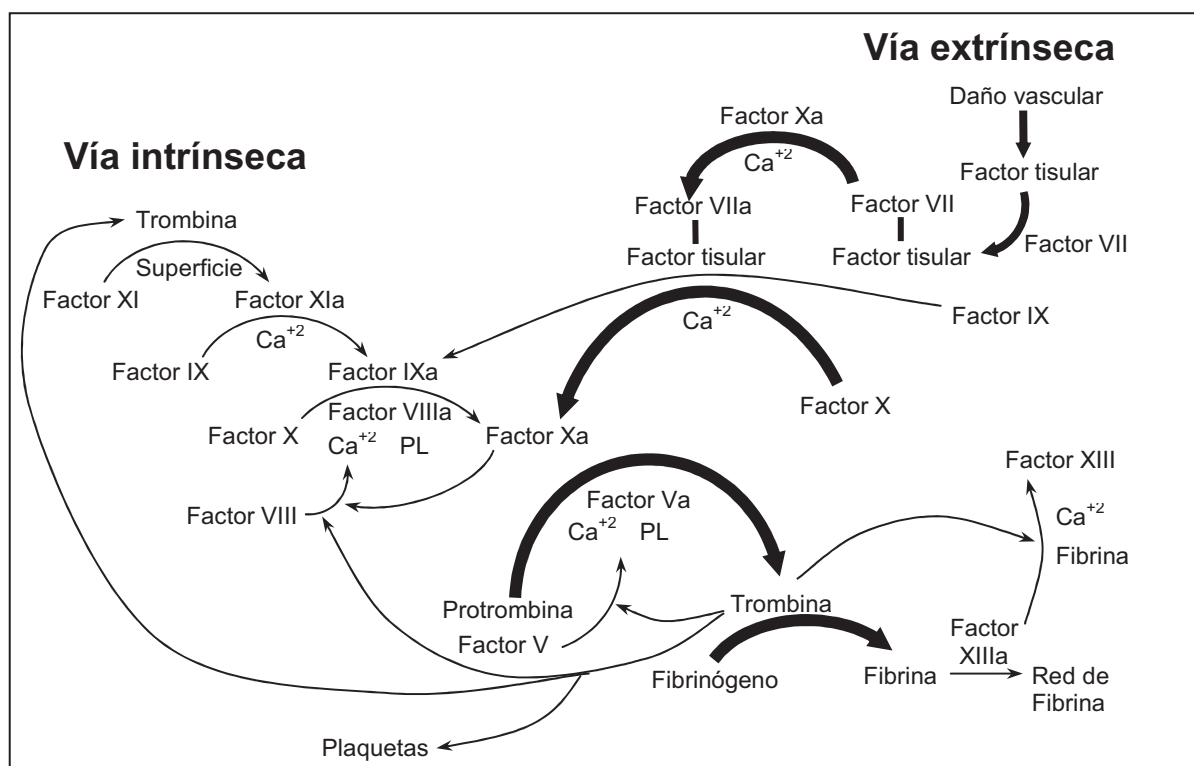 Vía extrínseca
Daño vascular
Factor Xa
Ca+2
Vía intrínseca
Factor tisular
Factor VIIa
Factor VII
Trombina
Factor VII
Factor tisular
Factor tisular
Superficie
Factor XI
Factor XIa
Ca+2
Factor IX
Ca+2
Factor IX
Factor IXa
Factor X
Factor VIIIa
Factor X
Factor Xa
Ca+2 PL
Factor XIII
Factor VIII
Factor Va
Ca+2
Ca+2 PL
Fibrina
Protrombina
Trombina
Factor V
Factor
XIIIa
Fibrinógeno
Fibrina
Red de
Fibrina
Plaquetas